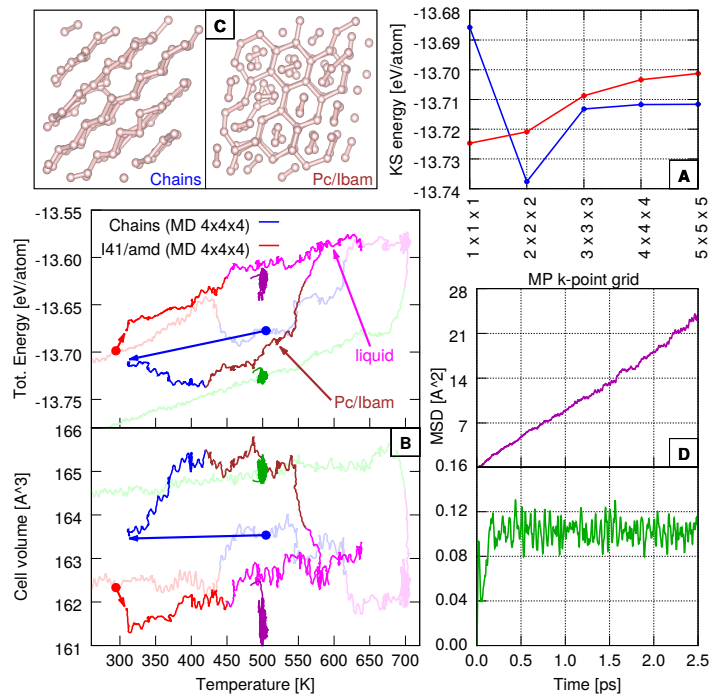 C
Chains
Pc/Ibam
KS energy [eV/atom]
-13.68
-13.70
-13.71
-13.72
-13.73
-13.74
A
1 x 1 x 1
2 x 2 x 2
3 x 3 x 3
4 x 4 x 4
5 x 5 x 5
MP k-point grid
Tot. Energy [eV/atom]
-13.55
-13.60
-13.65
-13.70
-13.75
Chains (MD 4x4x4)
I41/amd (MD 4x4x4)
liquid
Pc/Ibam
B
Cell volume [A^3]
166
165
164
163
162
161
300
350
400
450
500
550
600
650
700
Temperature [K]
MSD [A^2]
28
21
14
7
D
0.16
0.12
0.08
0.04
0.00
0.0
0.5
1.0
1.5
2.0
2.5
Time [ps]